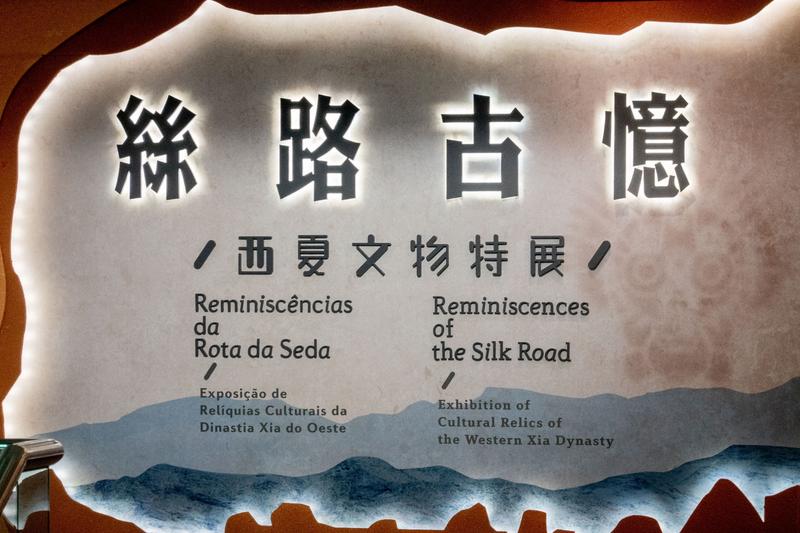 絲路古憶
/西夏文物特展/
Reminiscências
da
Rota da Seda
/
Exposição de
Relíquias Culturais da
Dinastia Xia do Oeste
Reminiscences
of
the Silk Road
/
Exhibition of
Cultural Relics of
the Western Xia Dynasty